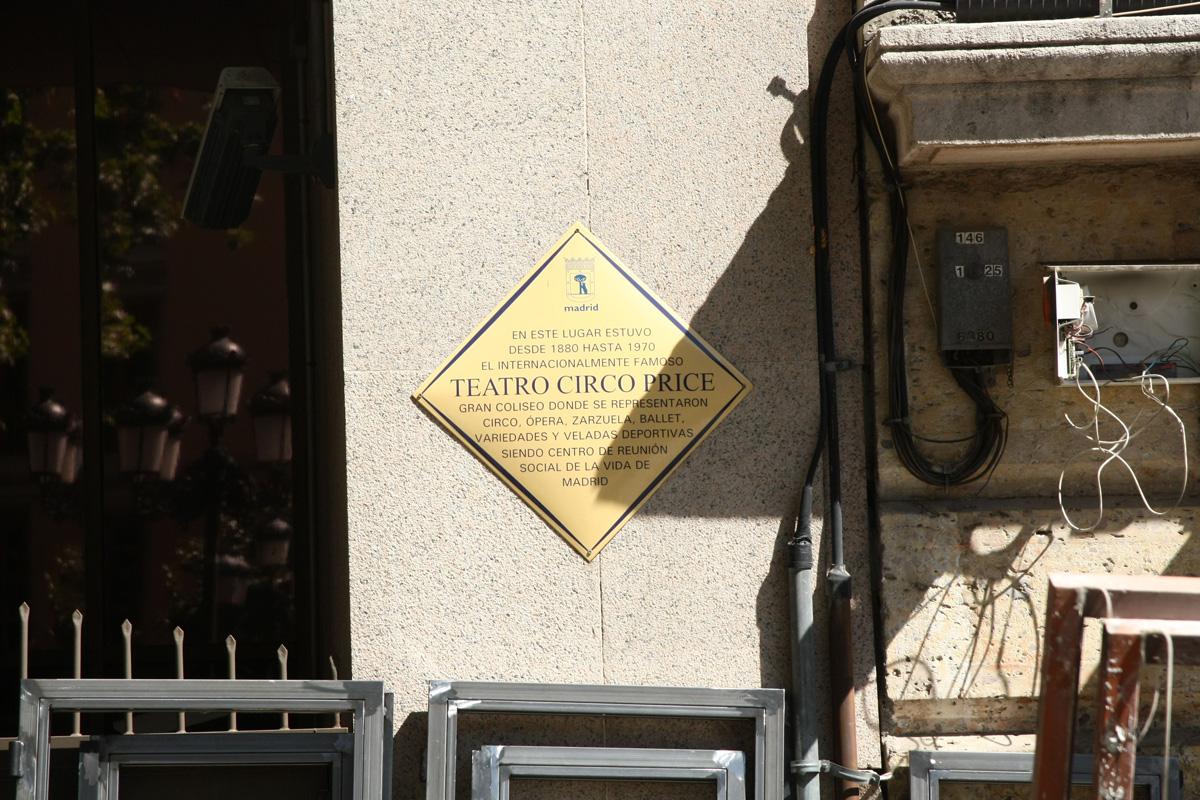 madrid
EN ESTE LUGAR ESTUVO
DESDE 1880 HASTA 1970
EL INTERNACIONALMENTE FAMOSO
TEATRO CIRCO PRICE
GRAN COLISEO DONDE SE REPRESENTARON
CIRCO, ÓPERA, ZARZUELA, BALLET,
VARIEDADES Y VELADAS DEPORTIVAS
SIENDO CENTRO DE REUNIÓN
SOCIAL DE LA VIDA DE
MADRID
146
1 25